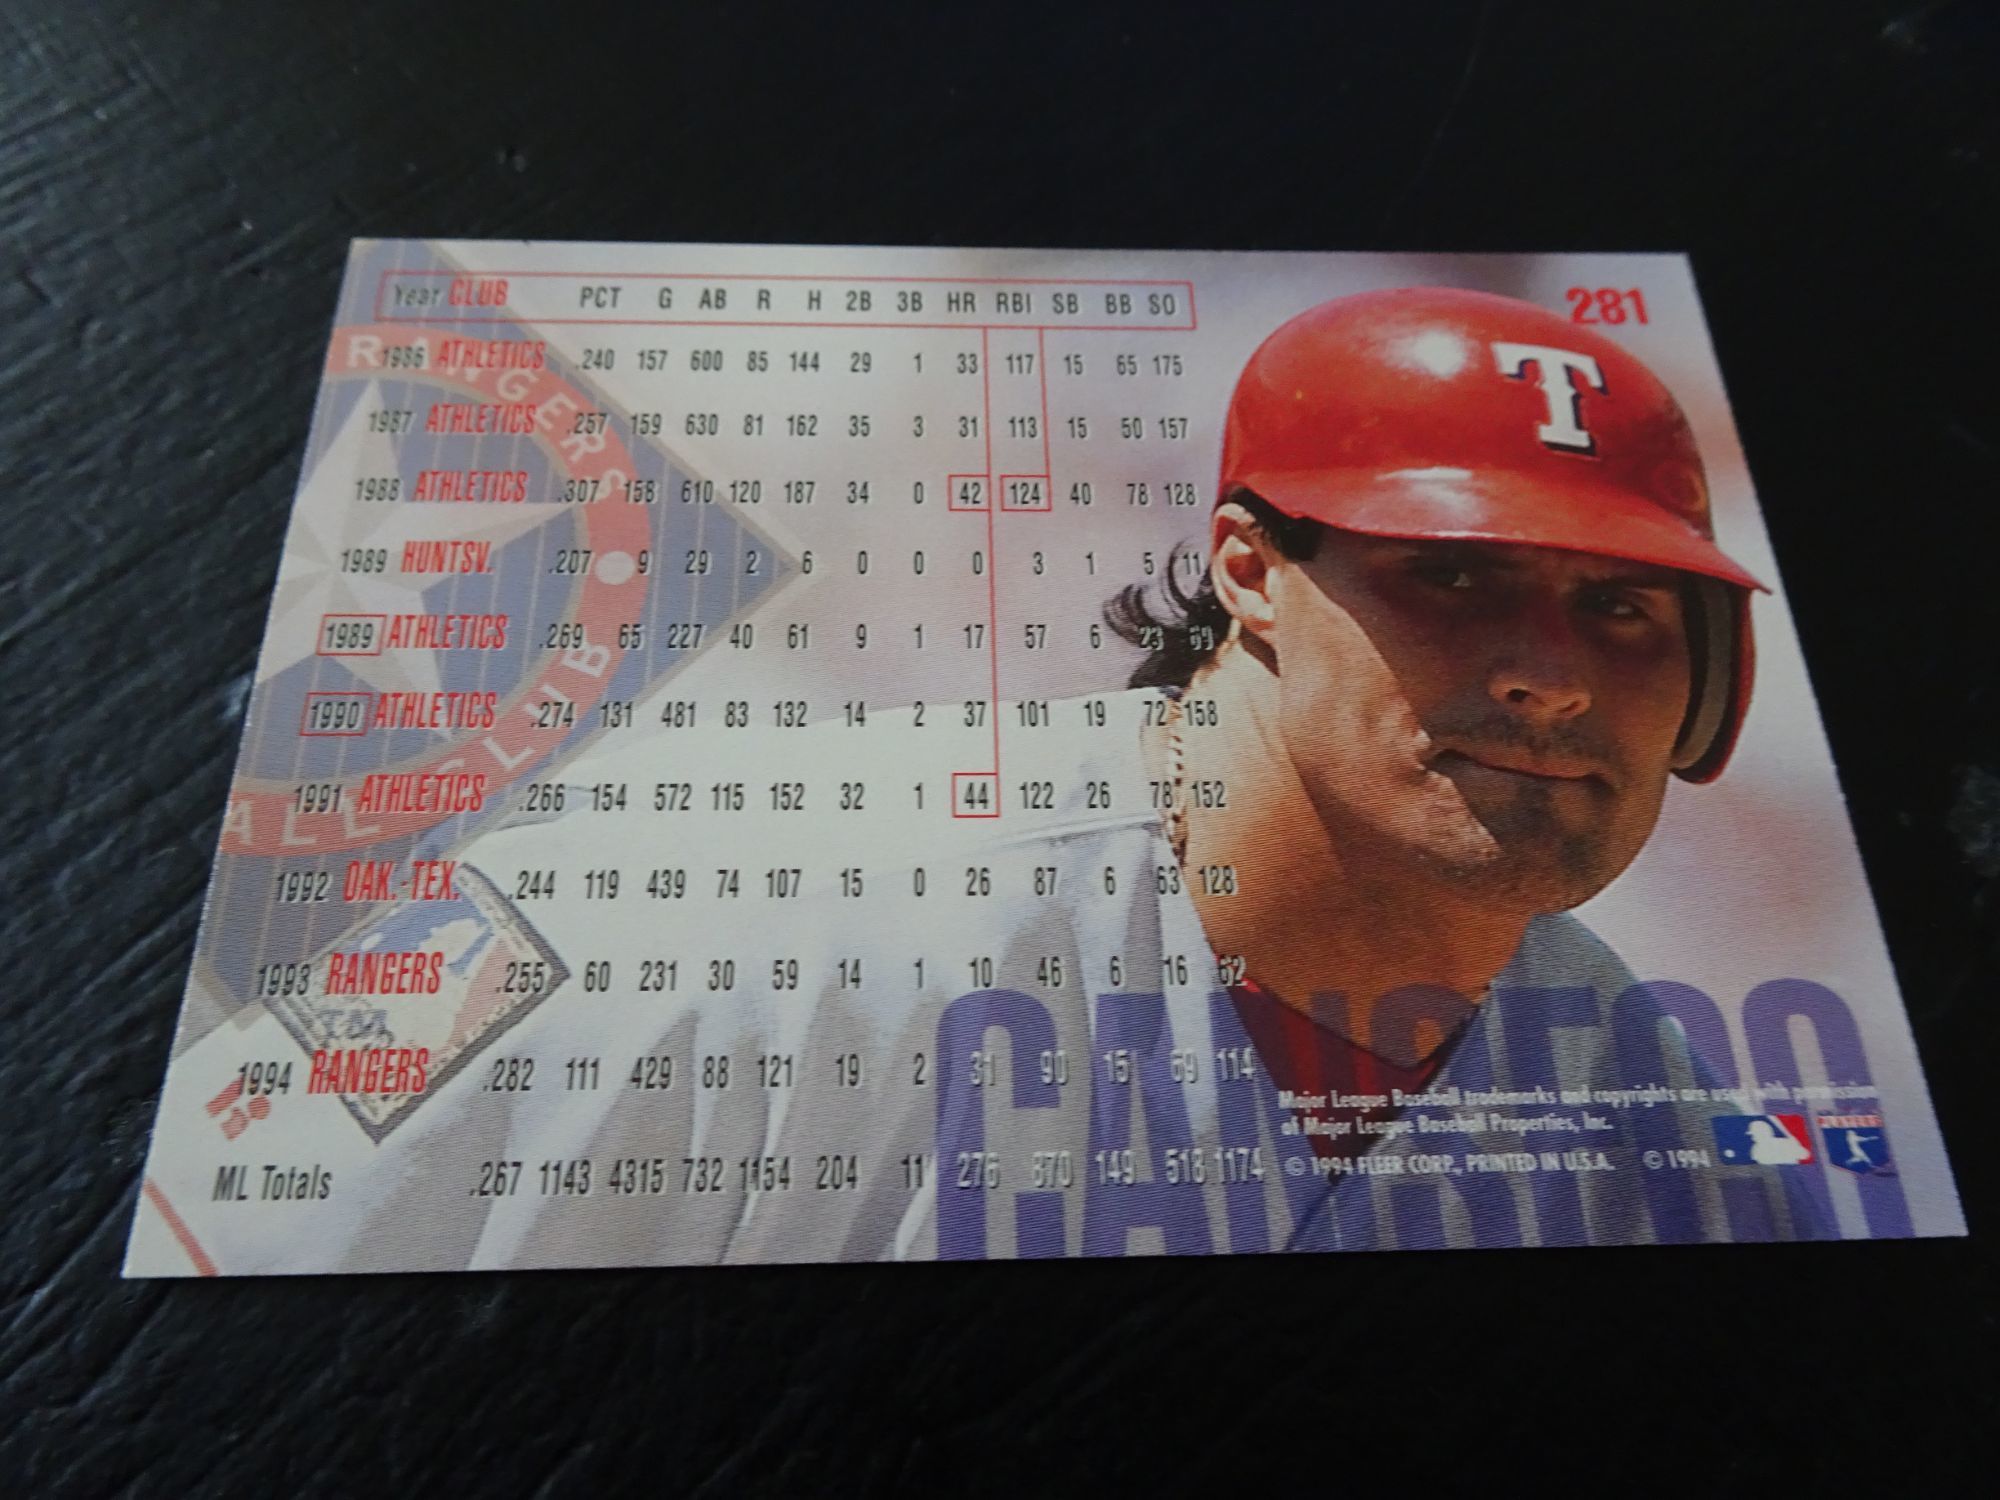 281
Year CLUB PCT G AB R H 2B 3B HR RBI SB BB SO
1986 ATHLETICS .240 157 600 85 144 29 1 33 117 15 65 175
1987 ATHLETICS .257 159 630 81 162 35 3 31 113 15 50 157
1988 ATHLETICS .307 158 610 120 187 34 0 42 124 40 78 128
1989 HUNTSV. .207 9 29 2 6 0 0 0 3 1 5 11
1989 ATHLETICS .269 65 227 40 61 9 1 17 57 6 23 69
1990 ATHLETICS .274 131 481 83 132 14 2 37 101 19 72 158
1991 ATHLETICS .266 154 572 115 152 32 1 44 122 26 78 152
1992 OAK.-TEX. .244 119 439 74 107 15 0 26 87 6 63 128
1993 RANGERS .255 60 231 30 59 14 1 10 46 6 16 62
1994 RANGERS .282 111 429 88 121 19 2 31 90 15 69 114
ML Totals .267 1143 4315 732 1154 204 11 276 870 149 518 1174
RANGERS
ALL CLUB
T
CANSECO
Major League Baseball trademarks and copyrights are used with permission
of Major League Baseball Properties, Inc.
© 1994 FLEER CORP., PRINTED IN U.S.A. © 1994
PLAYERS